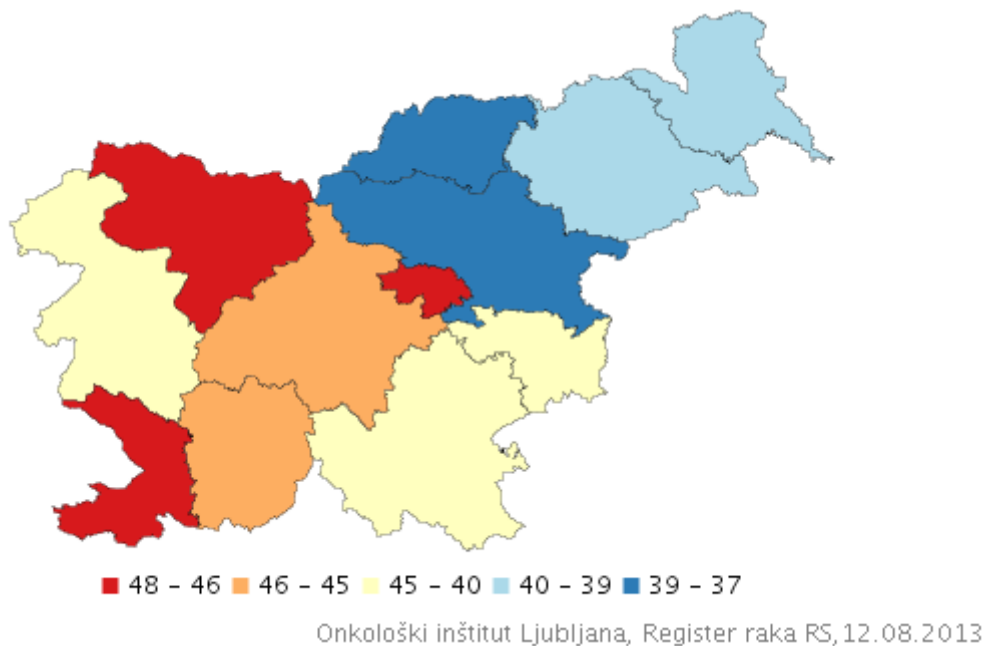 48 – 46 46 – 45 45 – 40 40 – 39 39 – 37
Onkološki inštitut Ljubljana, Register raka RS,12.08.2013